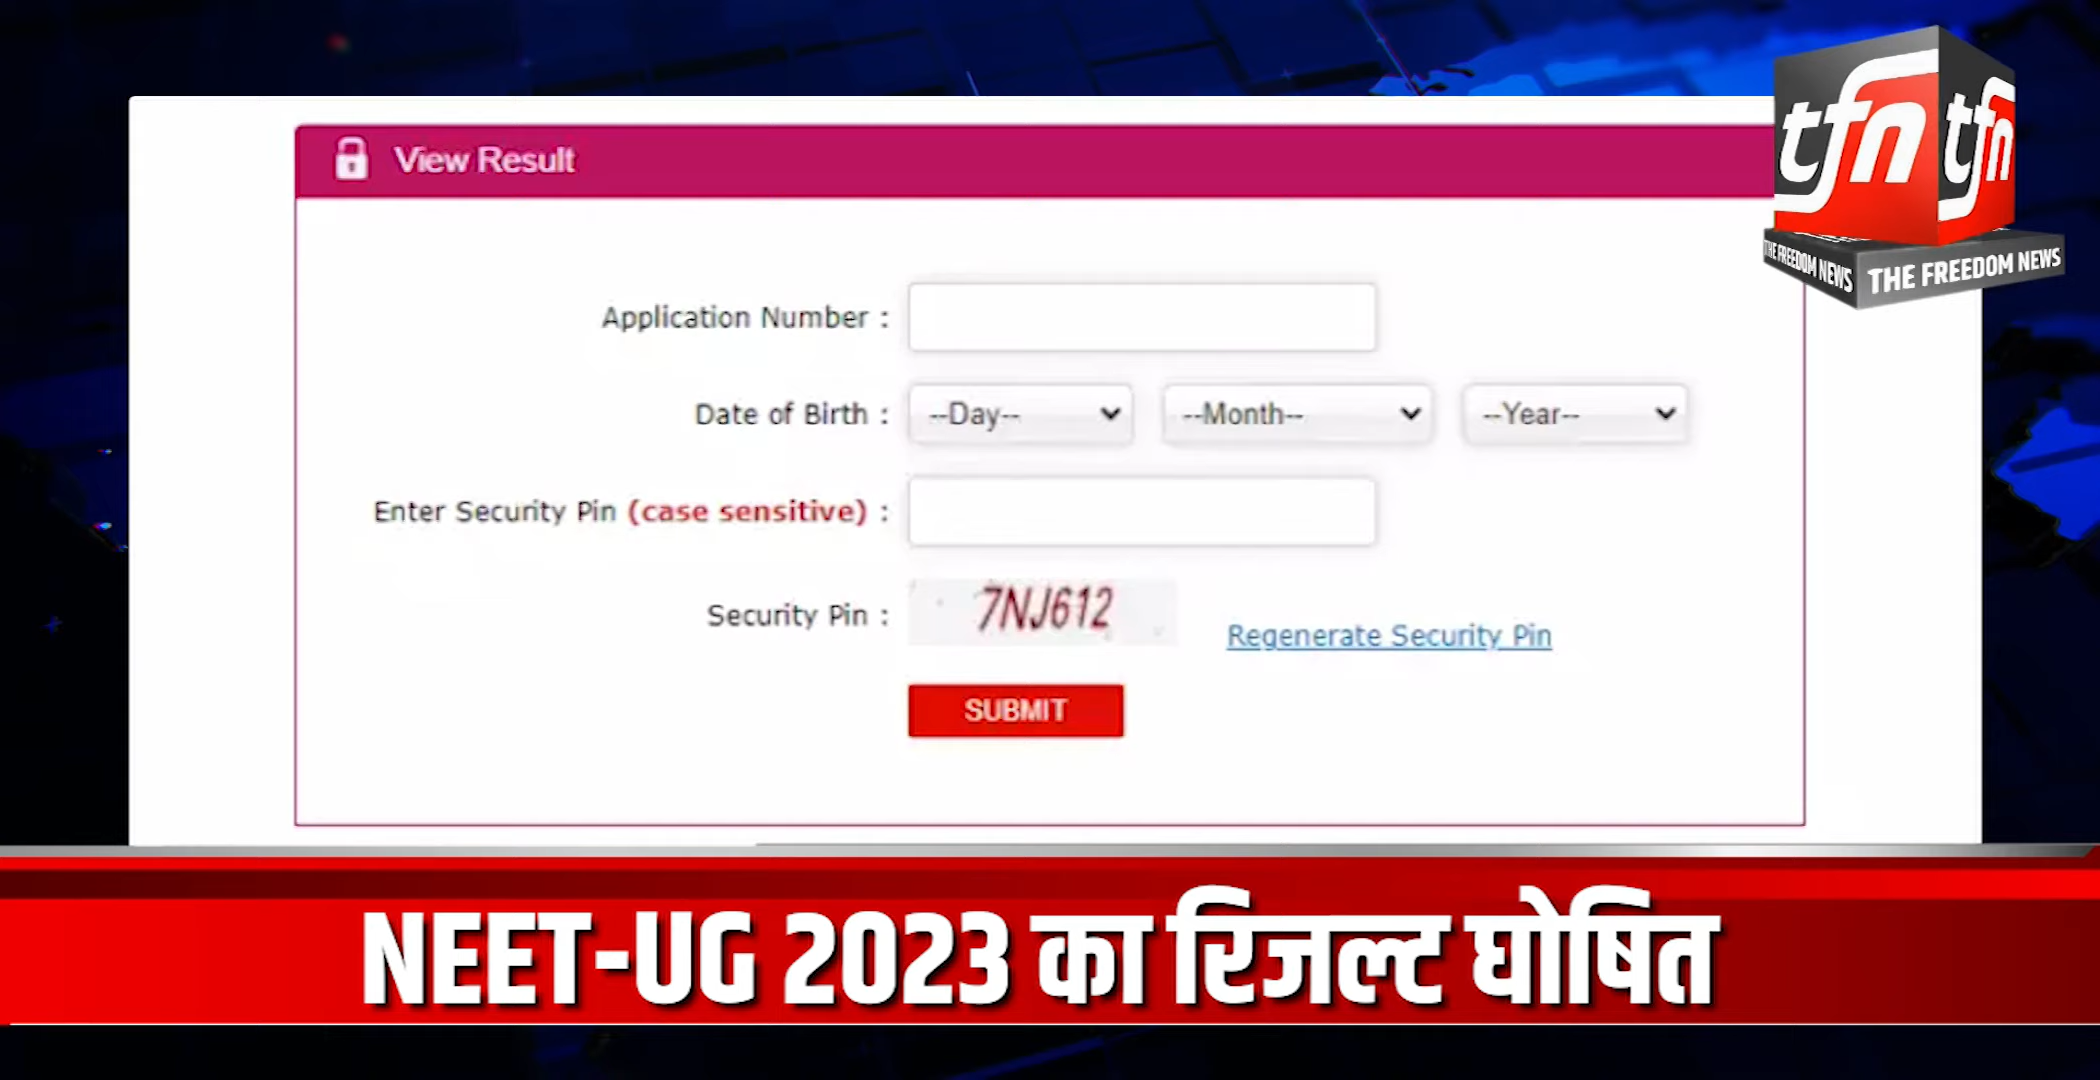 tfn tfn
THE FREEDOM NEWS THE FREEDOM NEWS
View Result
Application Number :
Date of Birth : --Day-- --Month-- --Year--
Enter Security Pin (case sensitive) :
Security Pin : 7NJ612 Regenerate Security Pin
SUBMIT
NEET-UG 2023 का रिजल्ट घोषित